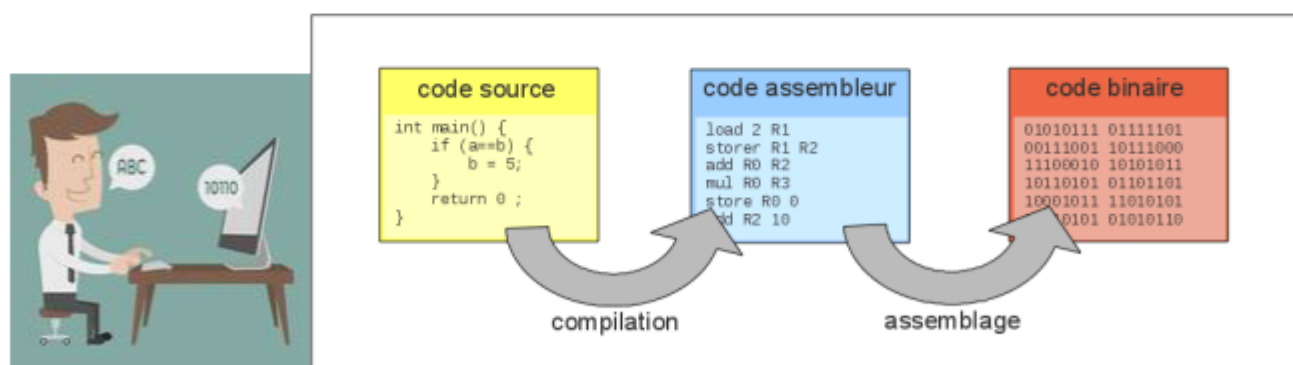 ABC
10110
code source
int main() {
if (a==b) {
b = 5;
}
return 0 ;
}
code assembleur
load 2 R1
storer R1 R2
add R0 R2
mul R0 R3
store R0 0
R2 10
code binaire
01010111 01111101
00111001 10111000
11100010 10101011
10110101 01101101
10001011 11010101
01010110
compilation
assemblage